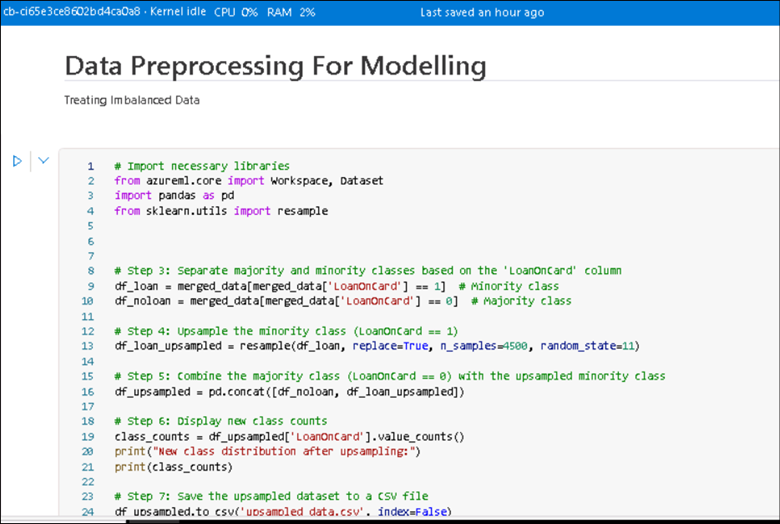 cb-ci65e3ce8602bd4ca0a8 · Kernel idle CPU 0% RAM 2% Last saved an hour ago
Data Preprocessing For Modelling
Treating Imbalanced Data
1 # Import necessary libraries
2 from azureml.core import Workspace, Dataset
3 import pandas as pd
4 from sklearn.utils import resample
5
6
7
8 # Step 3: Separate majority and minority classes based on the 'LoanOnCard' column
9 df_loan = merged_data[merged_data['LoanOnCard'] == 1]  # Minority class
10 df_noloan = merged_data[merged_data['LoanOnCard'] == 0]  # Majority class
11
12 # Step 4: Upsample the minority class (LoanOnCard == 1)
13 df_loan_upsampled = resample(df_loan, replace=True, n_samples=4500, random_state=11)
14
15 # Step 5: Combine the majority class (LoanOnCard == 0) with the upsampled minority class
16 df_upsampled = pd.concat([df_noloan, df_loan_upsampled])
17
18 # Step 6: Display new class counts
19 class_counts = df_upsampled['LoanOnCard'].value_counts()
20 print("New class distribution after upsampling:")
21 print(class_counts)
22
23 # Step 7: Save the upsampled dataset to a CSV file
24 df_upsampled.to_csv('upsampled_data.csv', index=False)